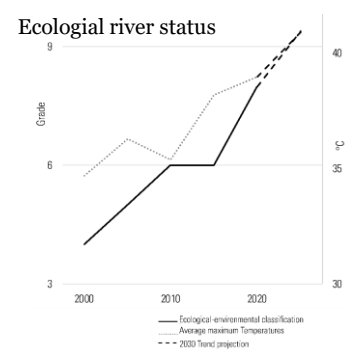 Ecologial river status
9
40
Grade
°C
6
35
3
30
2000
2010
2020
Ecological-environmental classification
Average maximum Temperatures
2030 Trend projection